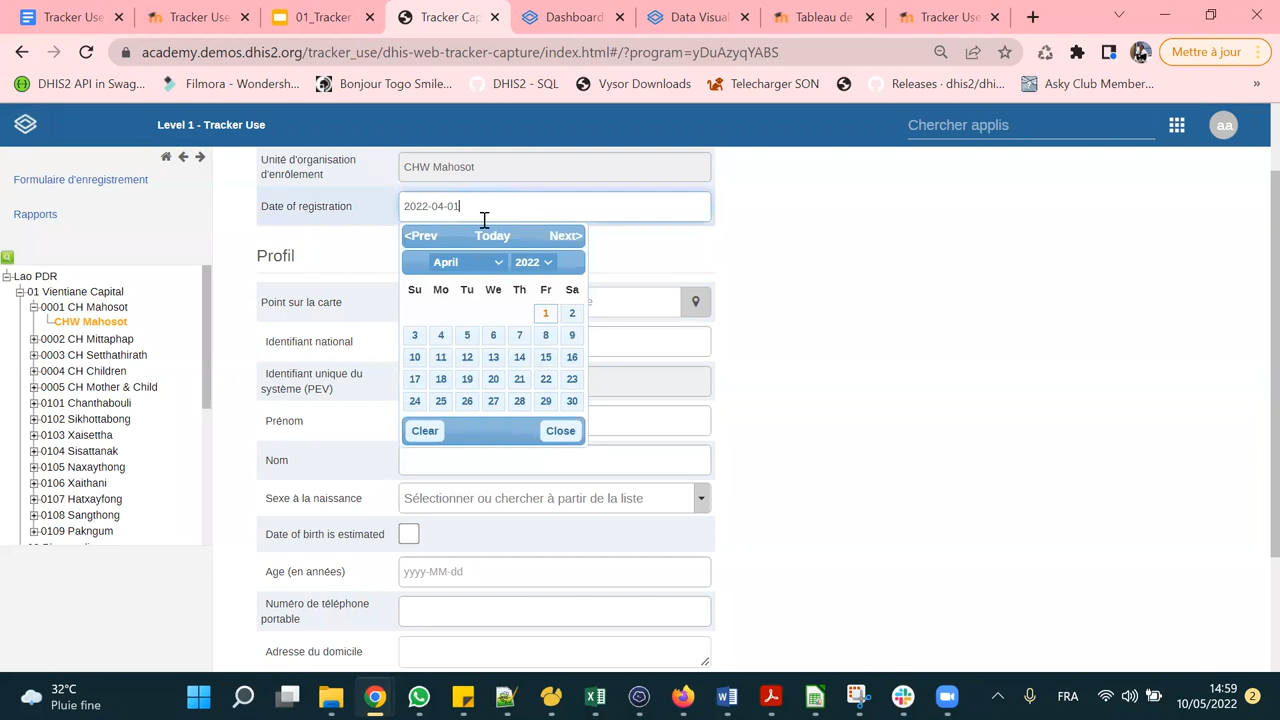 Tracker Use
Tracker Use
01_Tracker
Tracker Cap
Dashboard
Data Visual
Tableau de
Tracker Use
academy.demos.dhis2.org/tracker_use/dhis-web-tracker-capture/index.html#/?program=yDuAzyqYABS
Mettre à jour
DHIS2 API in Swag...
Filmora - Wondersh...
Bonjour Togo Smile...
DHIS2 - SQL
Vysor Downloads
Telecharger SON
Releases · dhis2/dhi...
Asky Club Member...
»
Level 1 - Tracker Use
Chercher applis
aa
Formulaire d'enregistrement
Rapports
Lao PDR
01 Vientiane Capital
0001 CH Mahosot
CHW Mahosot
0002 CH Mittaphap
0003 CH Setthathirath
0004 CH Children
0005 CH Mother & Child
0101 Chanthabouli
0102 Sikhottabong
0103 Xaisettha
0104 Sisattanak
0105 Naxaythong
0106 Xaithani
0107 Hatxayfong
0108 Sangthong
0109 Pakngum
Unité d'organisation
d'enrôlement
CHW Mahosot
Date of registration
2022-04-01
<Prev Today Next>
April 2022
Su Mo Tu We Th Fr Sa
1 2
3 4 5 6 7 8 9
10 11 12 13 14 15 16
17 18 19 20 21 22 23
24 25 26 27 28 29 30
Clear Close
Profil
Point sur la carte
Identifiant national
Identifiant unique du
système (PEV)
Prénom
Nom
Sexe à la naissance
Sélectionner ou chercher à partir de la liste
Date of birth is estimated
Age (en années)
yyyy-MM-dd
Numéro de téléphone
portable
Adresse du domicile
32°C
Pluie fine
FRA
14:59
10/05/2022
2